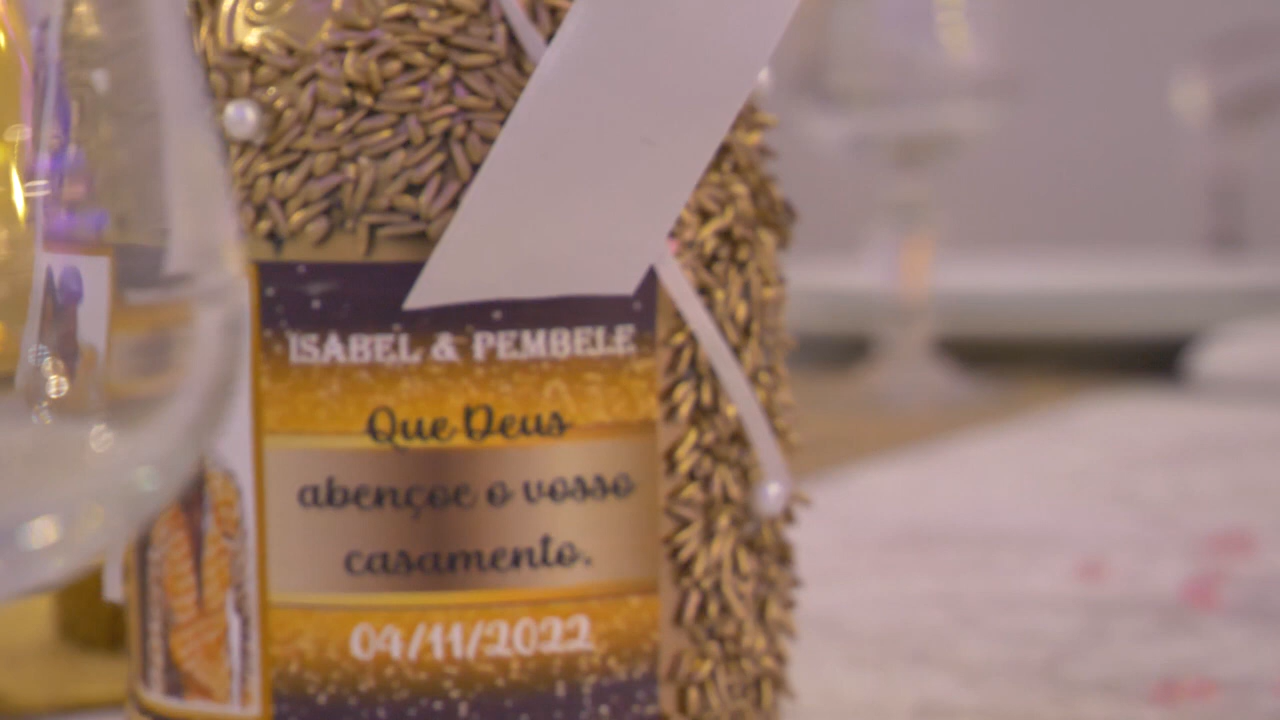 ISABEL & PEMBELE
Que Deus
abençoe o vosso
casamento.
04/11/2022